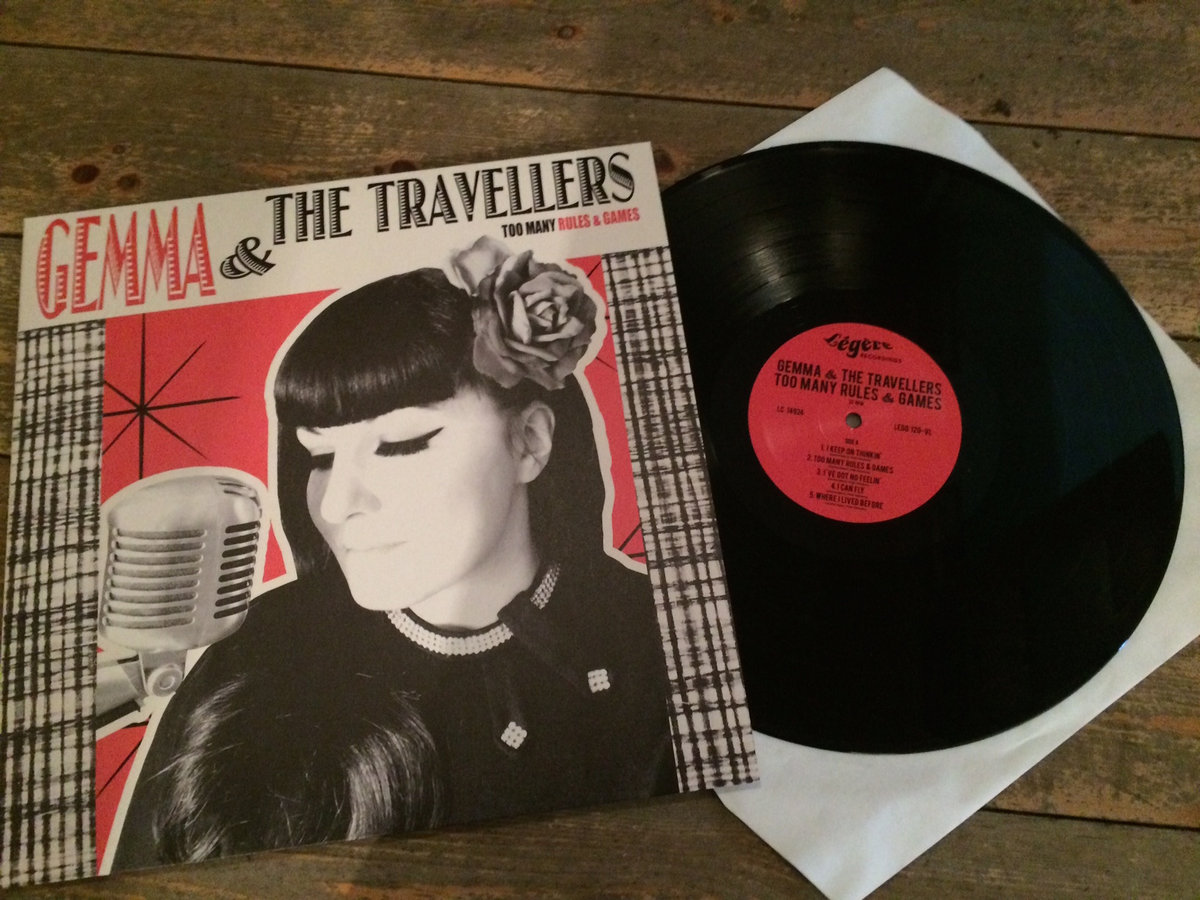 GEMMA & THE TRAVELLERS
TOO MANY RULES & GAMES
Légère
RECORDINGS
GEMMA & THE TRAVELLERS
TOO MANY RULES & GAMES
LC 14924
LEGO 120-VL
SIDE A
1. I KEEP ON THINKIN'
2. TOO MANY RULES & GAMES
3. I'VE GOT NO FEELIN'
4. I CAN FLY
5. WHERE I LIVED BEFORE